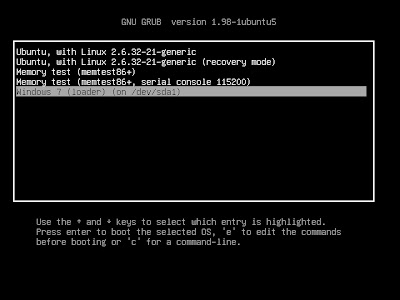 GNU GRUB  version 1.98-1ubuntu5
Ubuntu, with Linux 2.6.32-21-generic
Ubuntu, with Linux 2.6.32-21-generic (recovery mode)
Memory test (memtest86+)
Memory test (memtest86+, serial console 115200)
Windows 7 (loader) (on /dev/sda1)
Use the ↑ and ↓ keys to select which entry is highlighted.
Press enter to boot the selected OS, 'e' to edit the commands
before booting or 'c' for a command-line.